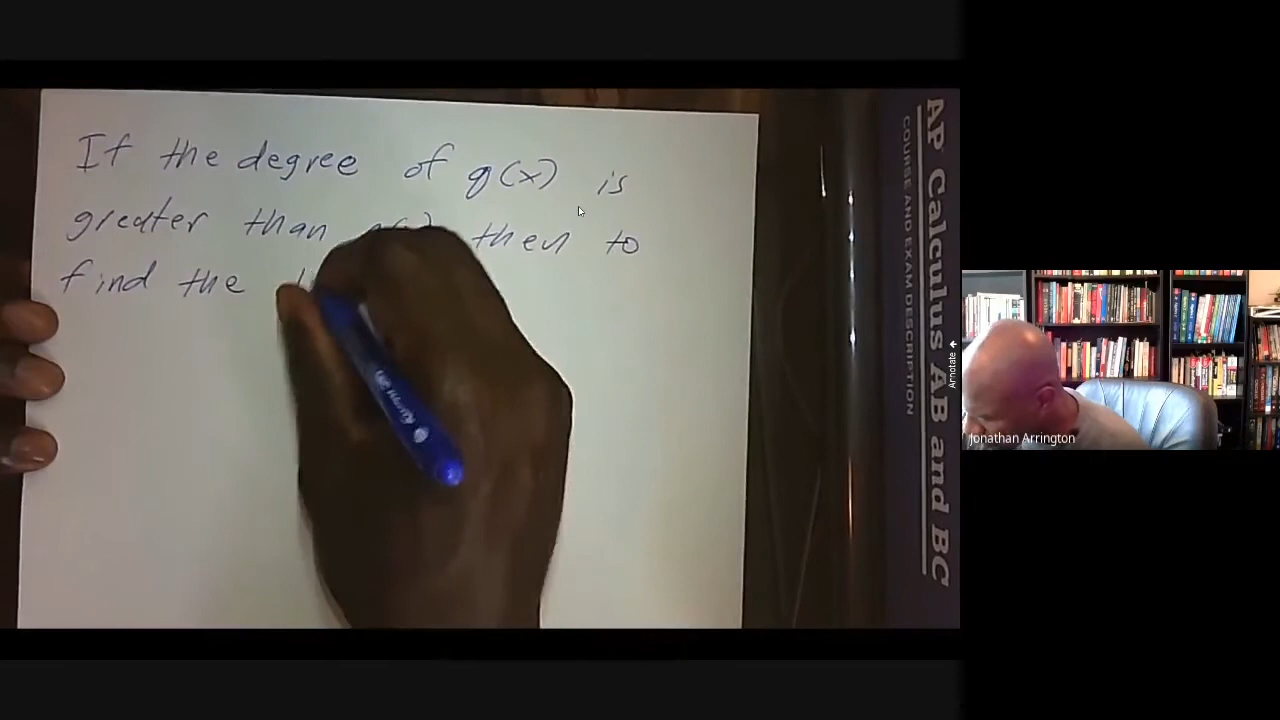 If the degree of q(x) is
greater than then to
find the
AP Calculus AB and BC
COURSE AND EXAM DESCRIPTION
Annotate
Jonathan Arrington